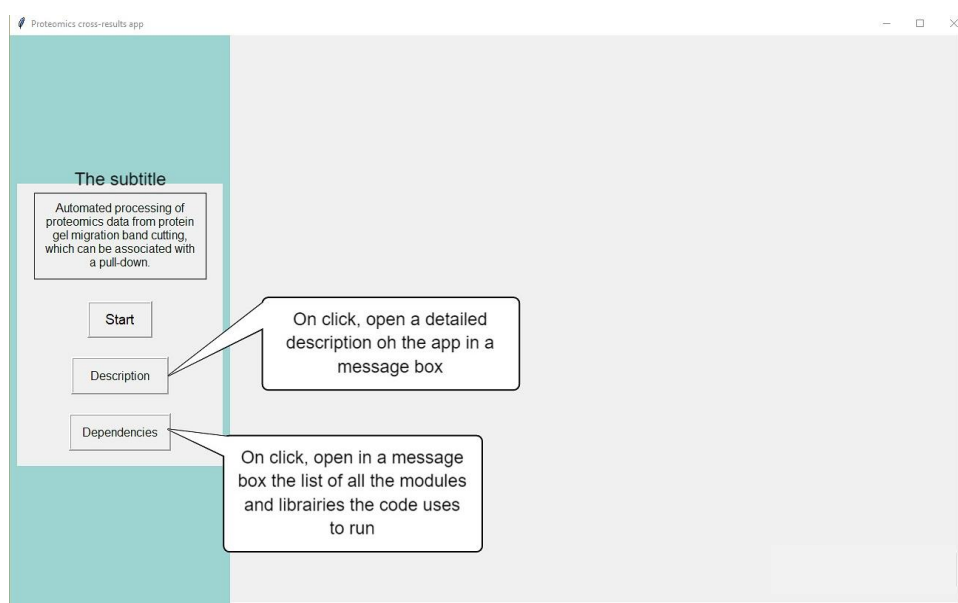 Proteomics cross-results app
The subtitle
Automated processing of
proteomics data from protein
gel migration band cutting,
which can be associated with
a pull-down.
Start
Description
Dependencies
On click, open a detailed
description oh the app in a
message box
On click, open in a message
box the list of all the modules
and librairies the code uses
to run